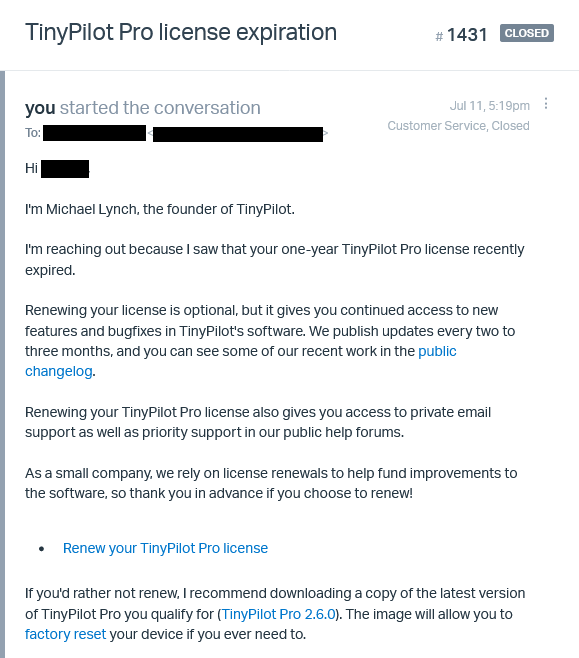 TinyPilot Pro license expiration
# 1431 CLOSED
you started the conversation
Jul 11, 5:19pm
To: < >
Customer Service, Closed
Hi
I'm Michael Lynch, the founder of TinyPilot.
I'm reaching out because I saw that your one-year TinyPilot Pro license recently
expired.
Renewing your license is optional, but it gives you continued access to new
features and bugfixes in TinyPilot's software. We publish updates every two to
three months, and you can see some of our recent work in the public
changelog.
Renewing your TinyPilot Pro license also gives you access to private email
support as well as priority support in our public help forums.
As a small company, we rely on license renewals to help fund improvements to
the software, so thank you in advance if you choose to renew!
• Renew your TinyPilot Pro license
If you'd rather not renew, I recommend downloading a copy of the latest version
of TinyPilot Pro you qualify for (TinyPilot Pro 2.6.0). The image will allow you to
factory reset your device if you ever need to.